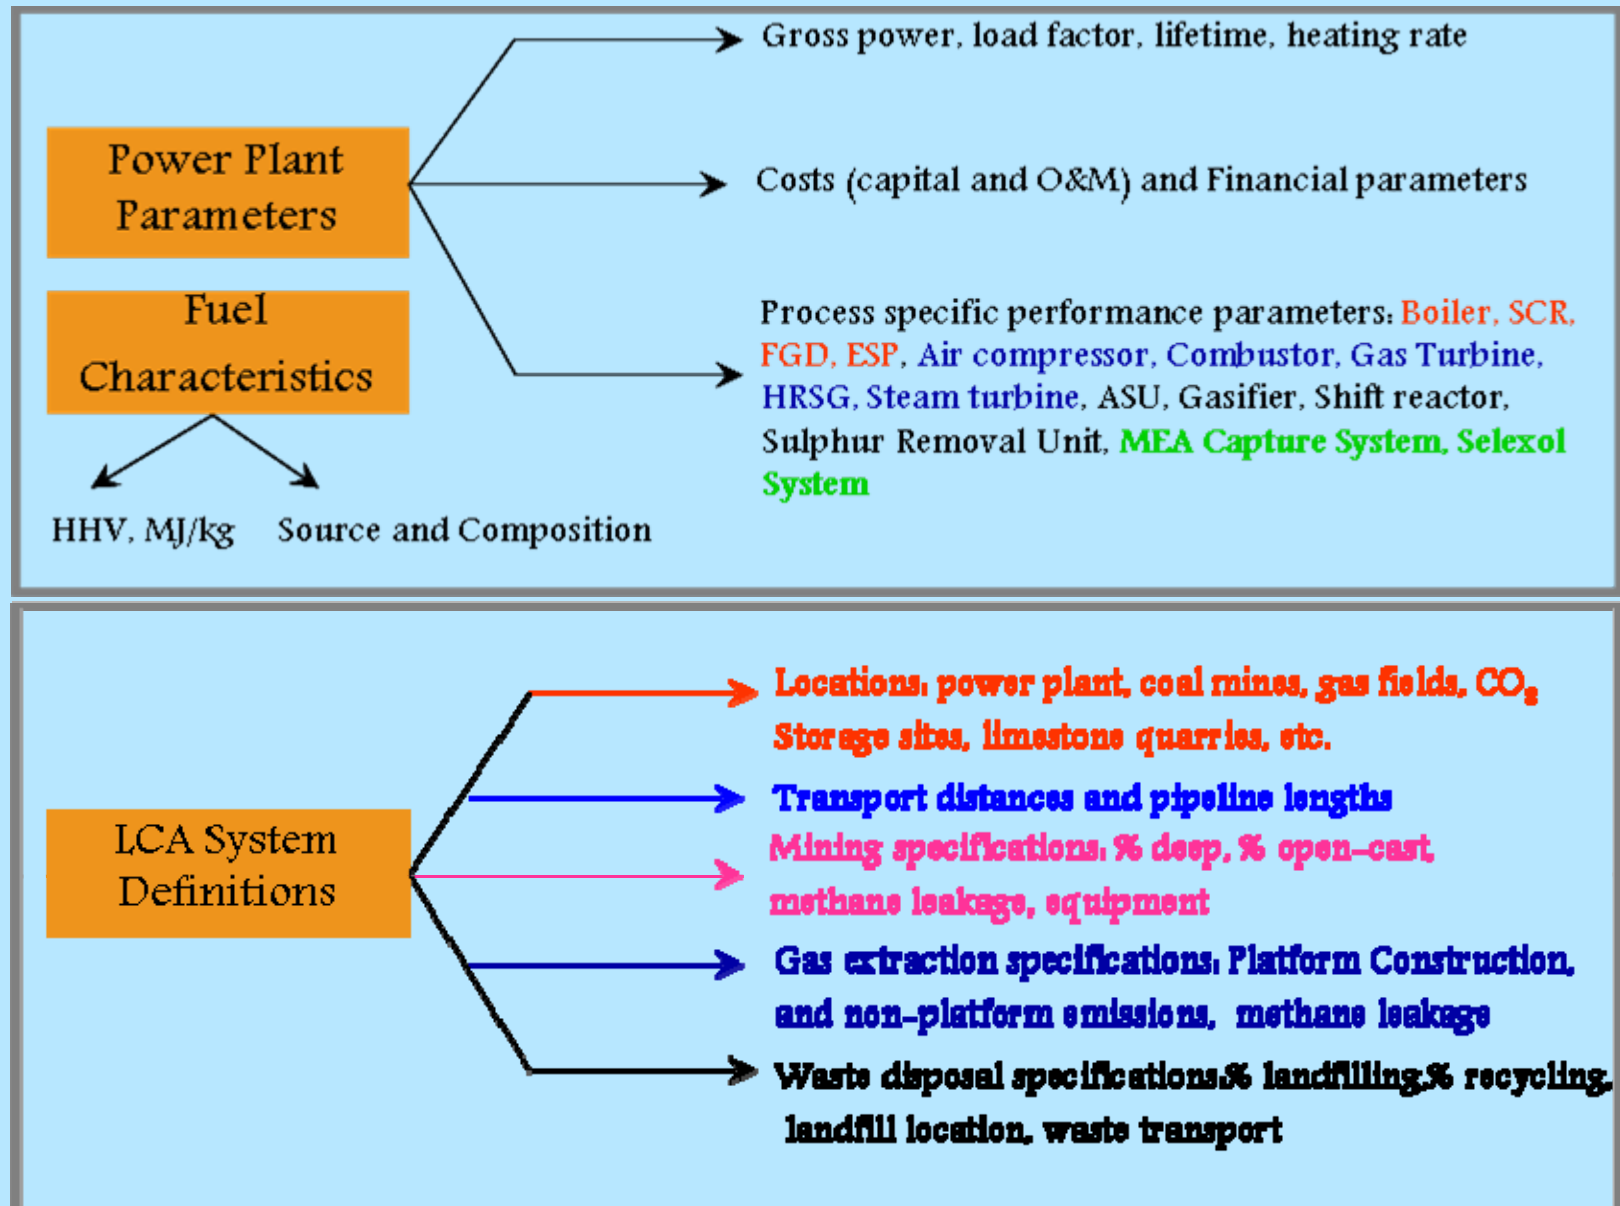 Gross power, load factor, lifetime, heating rate
Power Plant
Parameters
Costs (capital and O&M) and Financial parameters
Fuel
Characteristics
Process specific performance parameters: Boiler, SCR,
FGD, ESP, Air compressor, Combustor, Gas Turbine,
HRSG, Steam turbine, ASU, Gasifier, Shift reactor,
Sulphur Removal Unit, MEA Capture System, Selexol
System
HHV, MJ/kg
Source and Composition
LCA System
Definitions
Locations: power plant, coal mines, gas fields, CO₂
Storage sites, limestone quarries, etc.
Transport distances and pipeline lengths
Mining specifications: % deep, % open-cast,
methane leakage, equipment
Gas extraction specifications: Platform Construction,
and non-platform emissions, methane leakage
Waste disposal specifications:% landfilling,% recycling,
landfill location, waste transport